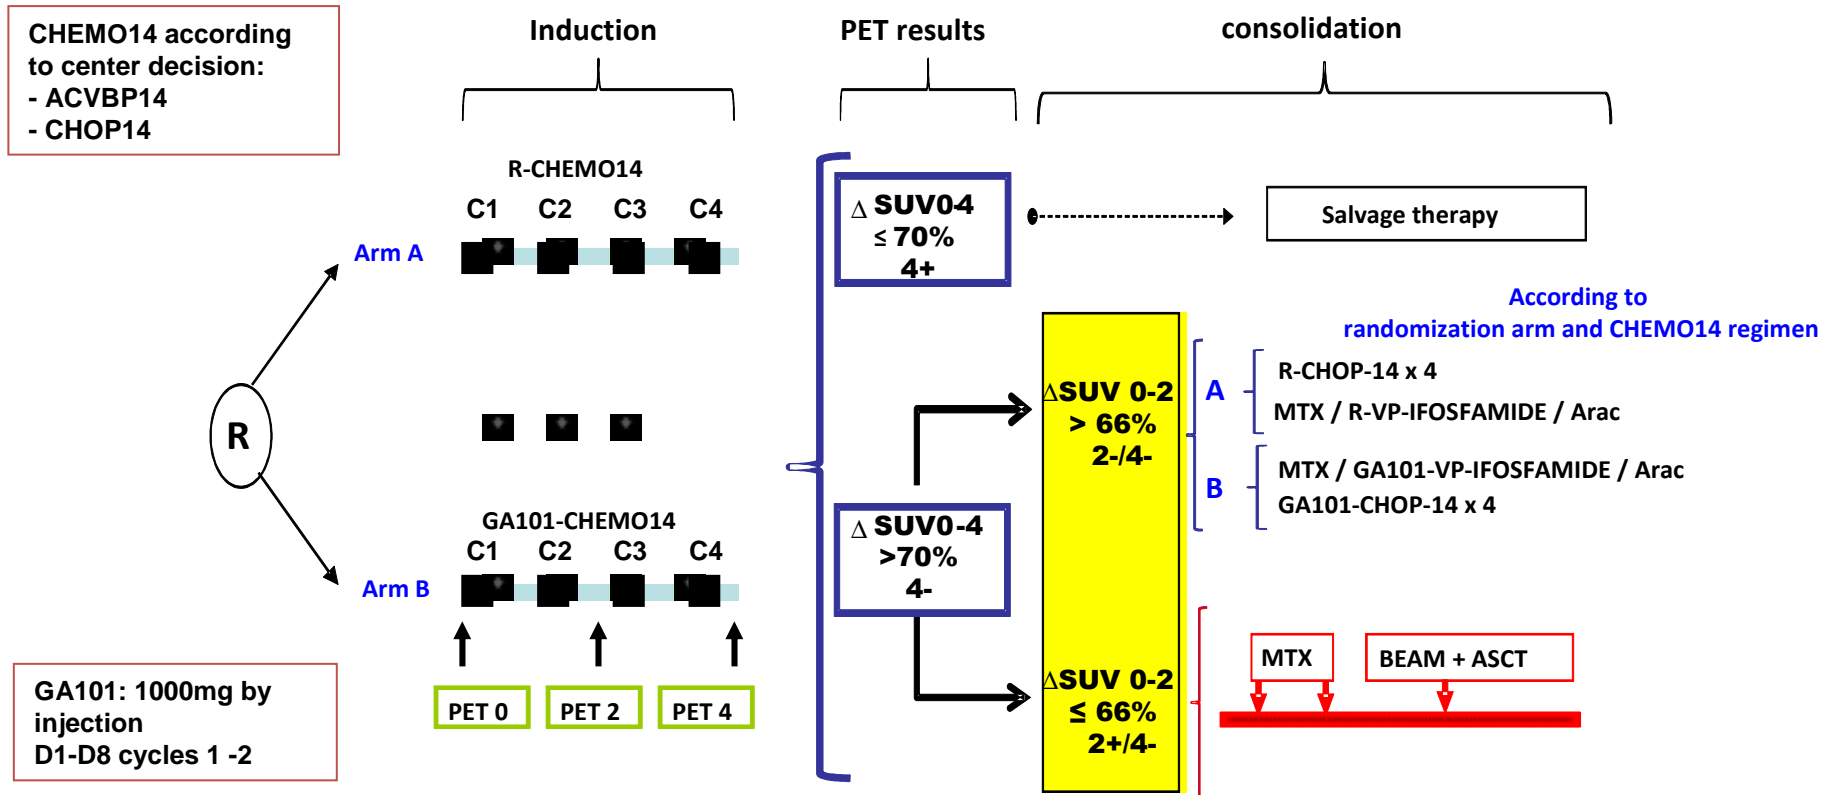 CHEMO14 according
to center decision:
- ACVBP14
- CHOP14
Induction
PET results
consolidation
R-CHEMO14
C1 C2 C3 C4
Arm A
R
GA101-CHEMO14
C1 C2 C3 C4
Arm B
PET 0
PET 2
PET 4
GA101: 1000mg by
injection
D1-D8 cycles 1 -2
∆ SUV0-4
≤ 70%
4+
Salvage therapy
∆ SUV0-4
>70%
4-
∆SUV 0-2
> 66%
2-/4-
According to
randomization arm and CHEMO14 regimen
A
R-CHOP-14 x 4
MTX / R-VP-IFOSFAMIDE / Arac
B
MTX / GA101-VP-IFOSFAMIDE / Arac
GA101-CHOP-14 x 4
∆SUV 0-2
≤ 66%
2+/4-
MTX
BEAM + ASCT